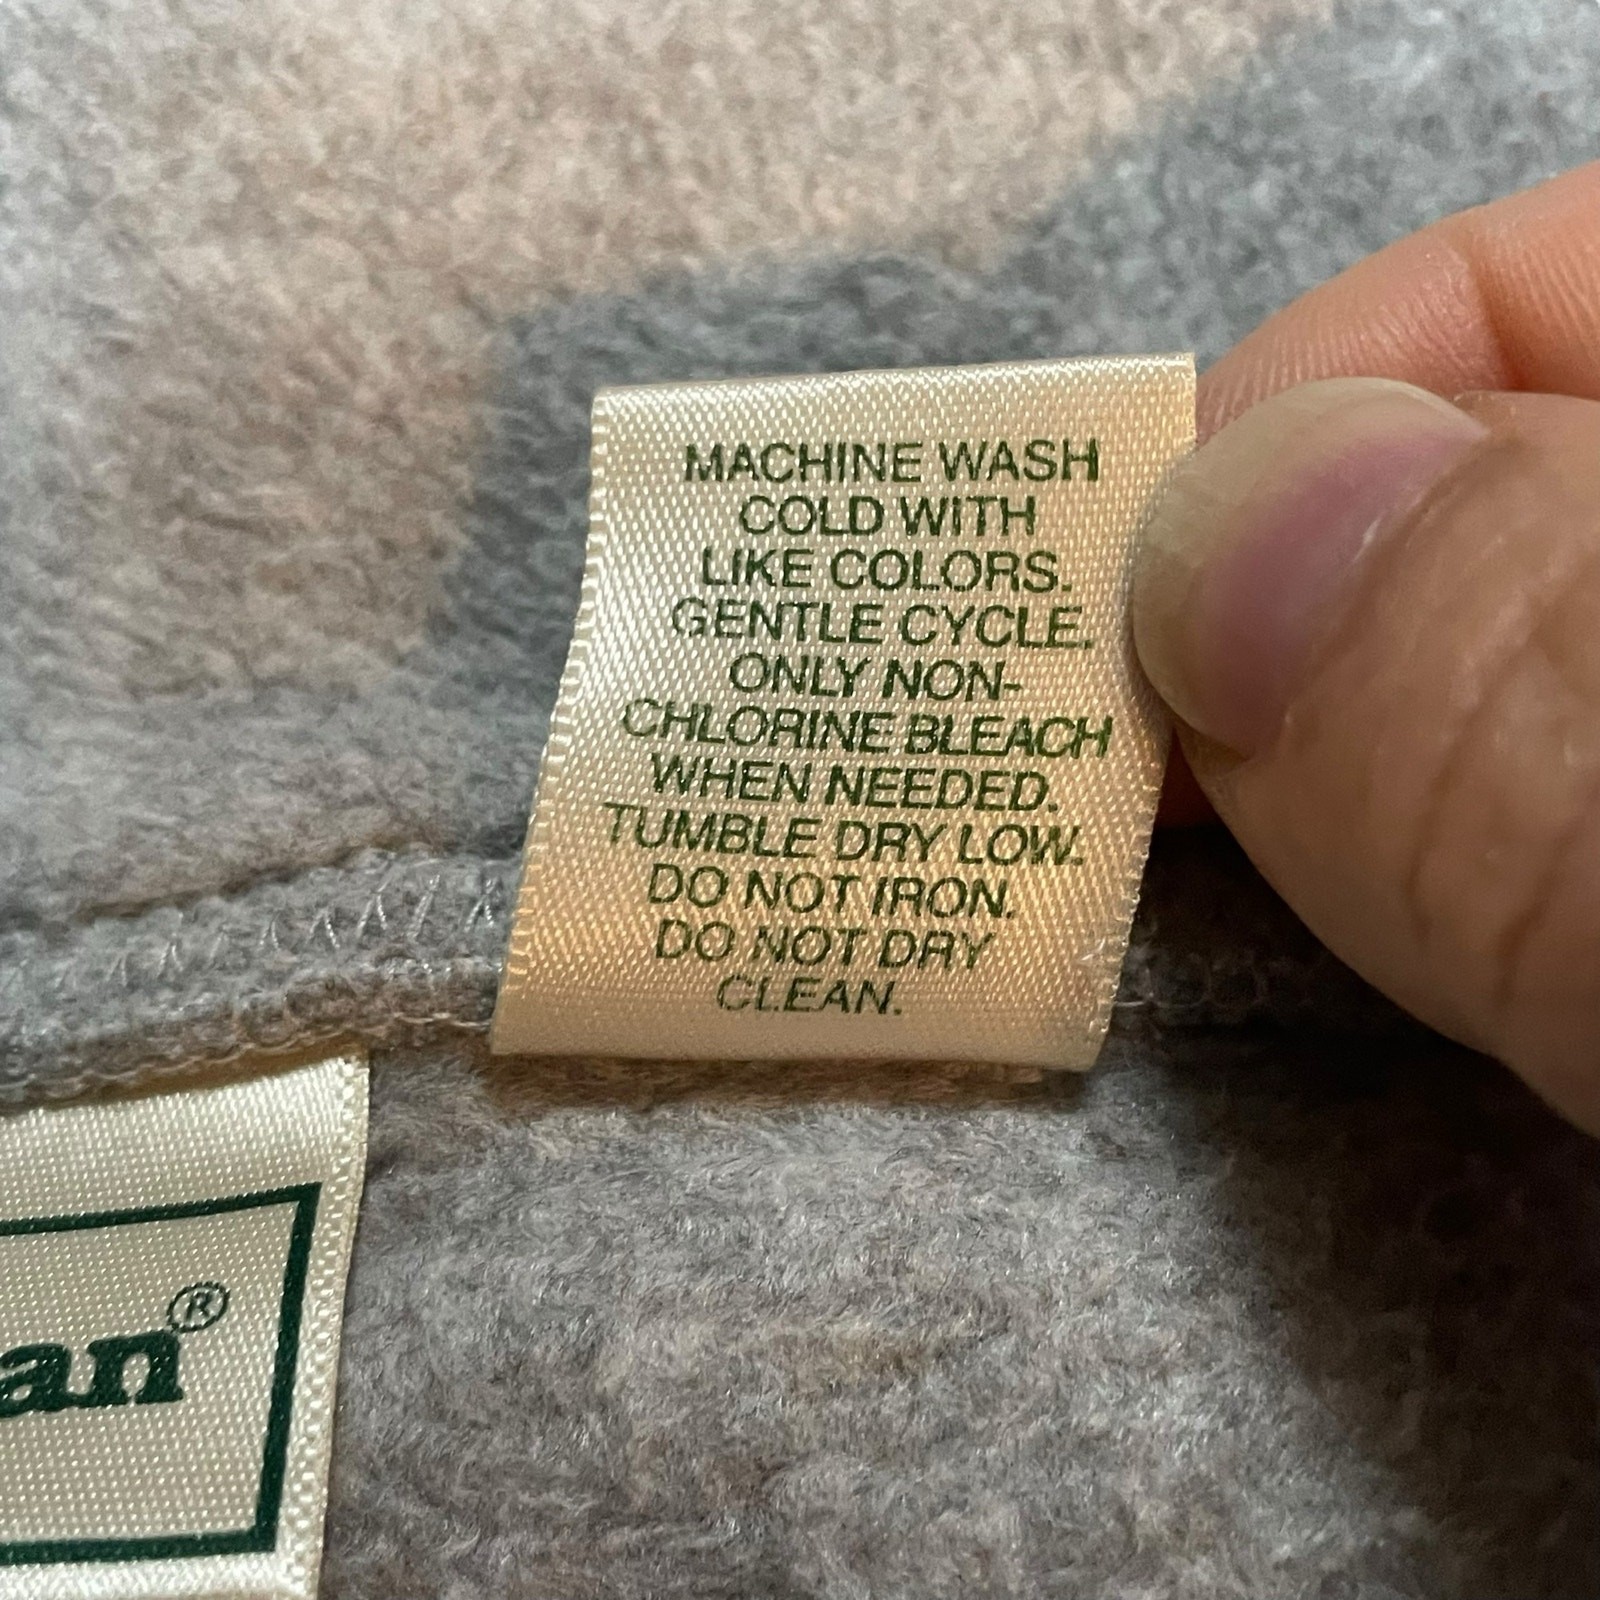 MACHINE WASH
COLD WITH
LIKE COLORS.
GENTLE CYCLE.
ONLY NON-
CHLORINE BLEACH
WHEN NEEDED.
TUMBLE DRY LOW.
DO NOT IRON.
DO NOT DRY
CLEAN.
an®